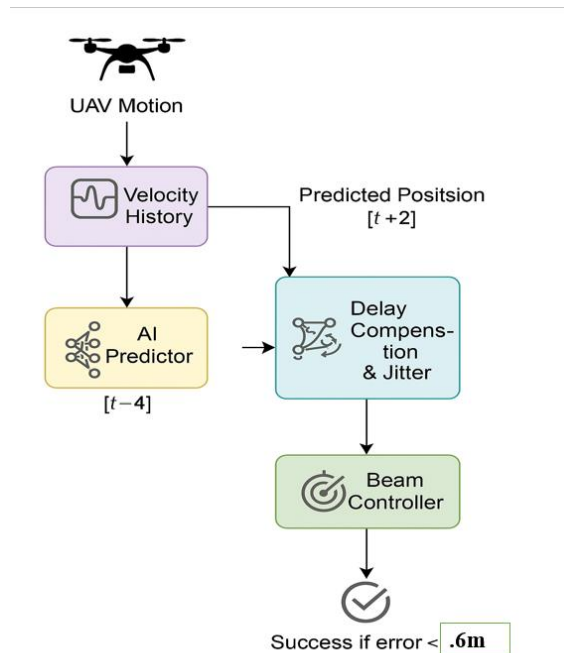 UAV Motion
Velocity
History
Predicted Positsion
[t+2]
AI
Predictor
[t−4]
Delay
Compens-
tion
& Jitter
Beam
Controller
Success if error < .6m